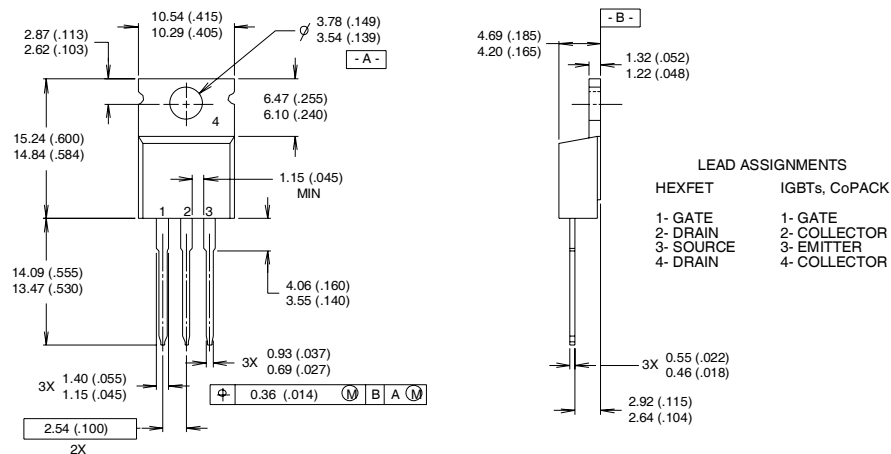 10.54 (.415)
10.29 (.405)
2.87 (.113)
2.62 (.103)
3.78 (.149)
3.54 (.139)
- A -
6.47 (.255)
6.10 (.240)
4
15.24 (.600)
14.84 (.584)
1.15 (.045)
MIN
1 2 3
14.09 (.555)
13.47 (.530)
4.06 (.160)
3.55 (.140)
3X 0.93 (.037)
0.69 (.027)
3X 1.40 (.055)
1.15 (.045)
0.36 (.014) Ⓜ B A Ⓜ
2.54 (.100)
2X
- B -
4.69 (.185)
4.20 (.165)
1.32 (.052)
1.22 (.048)
LEAD ASSIGNMENTS
HEXFET IGBTs, CoPACK
1- GATE 1- GATE
2- DRAIN 2- COLLECTOR
3- SOURCE 3- EMITTER
4- DRAIN 4- COLLECTOR
3X 0.55 (.022)
0.46 (.018)
2.92 (.115)
2.64 (.104)